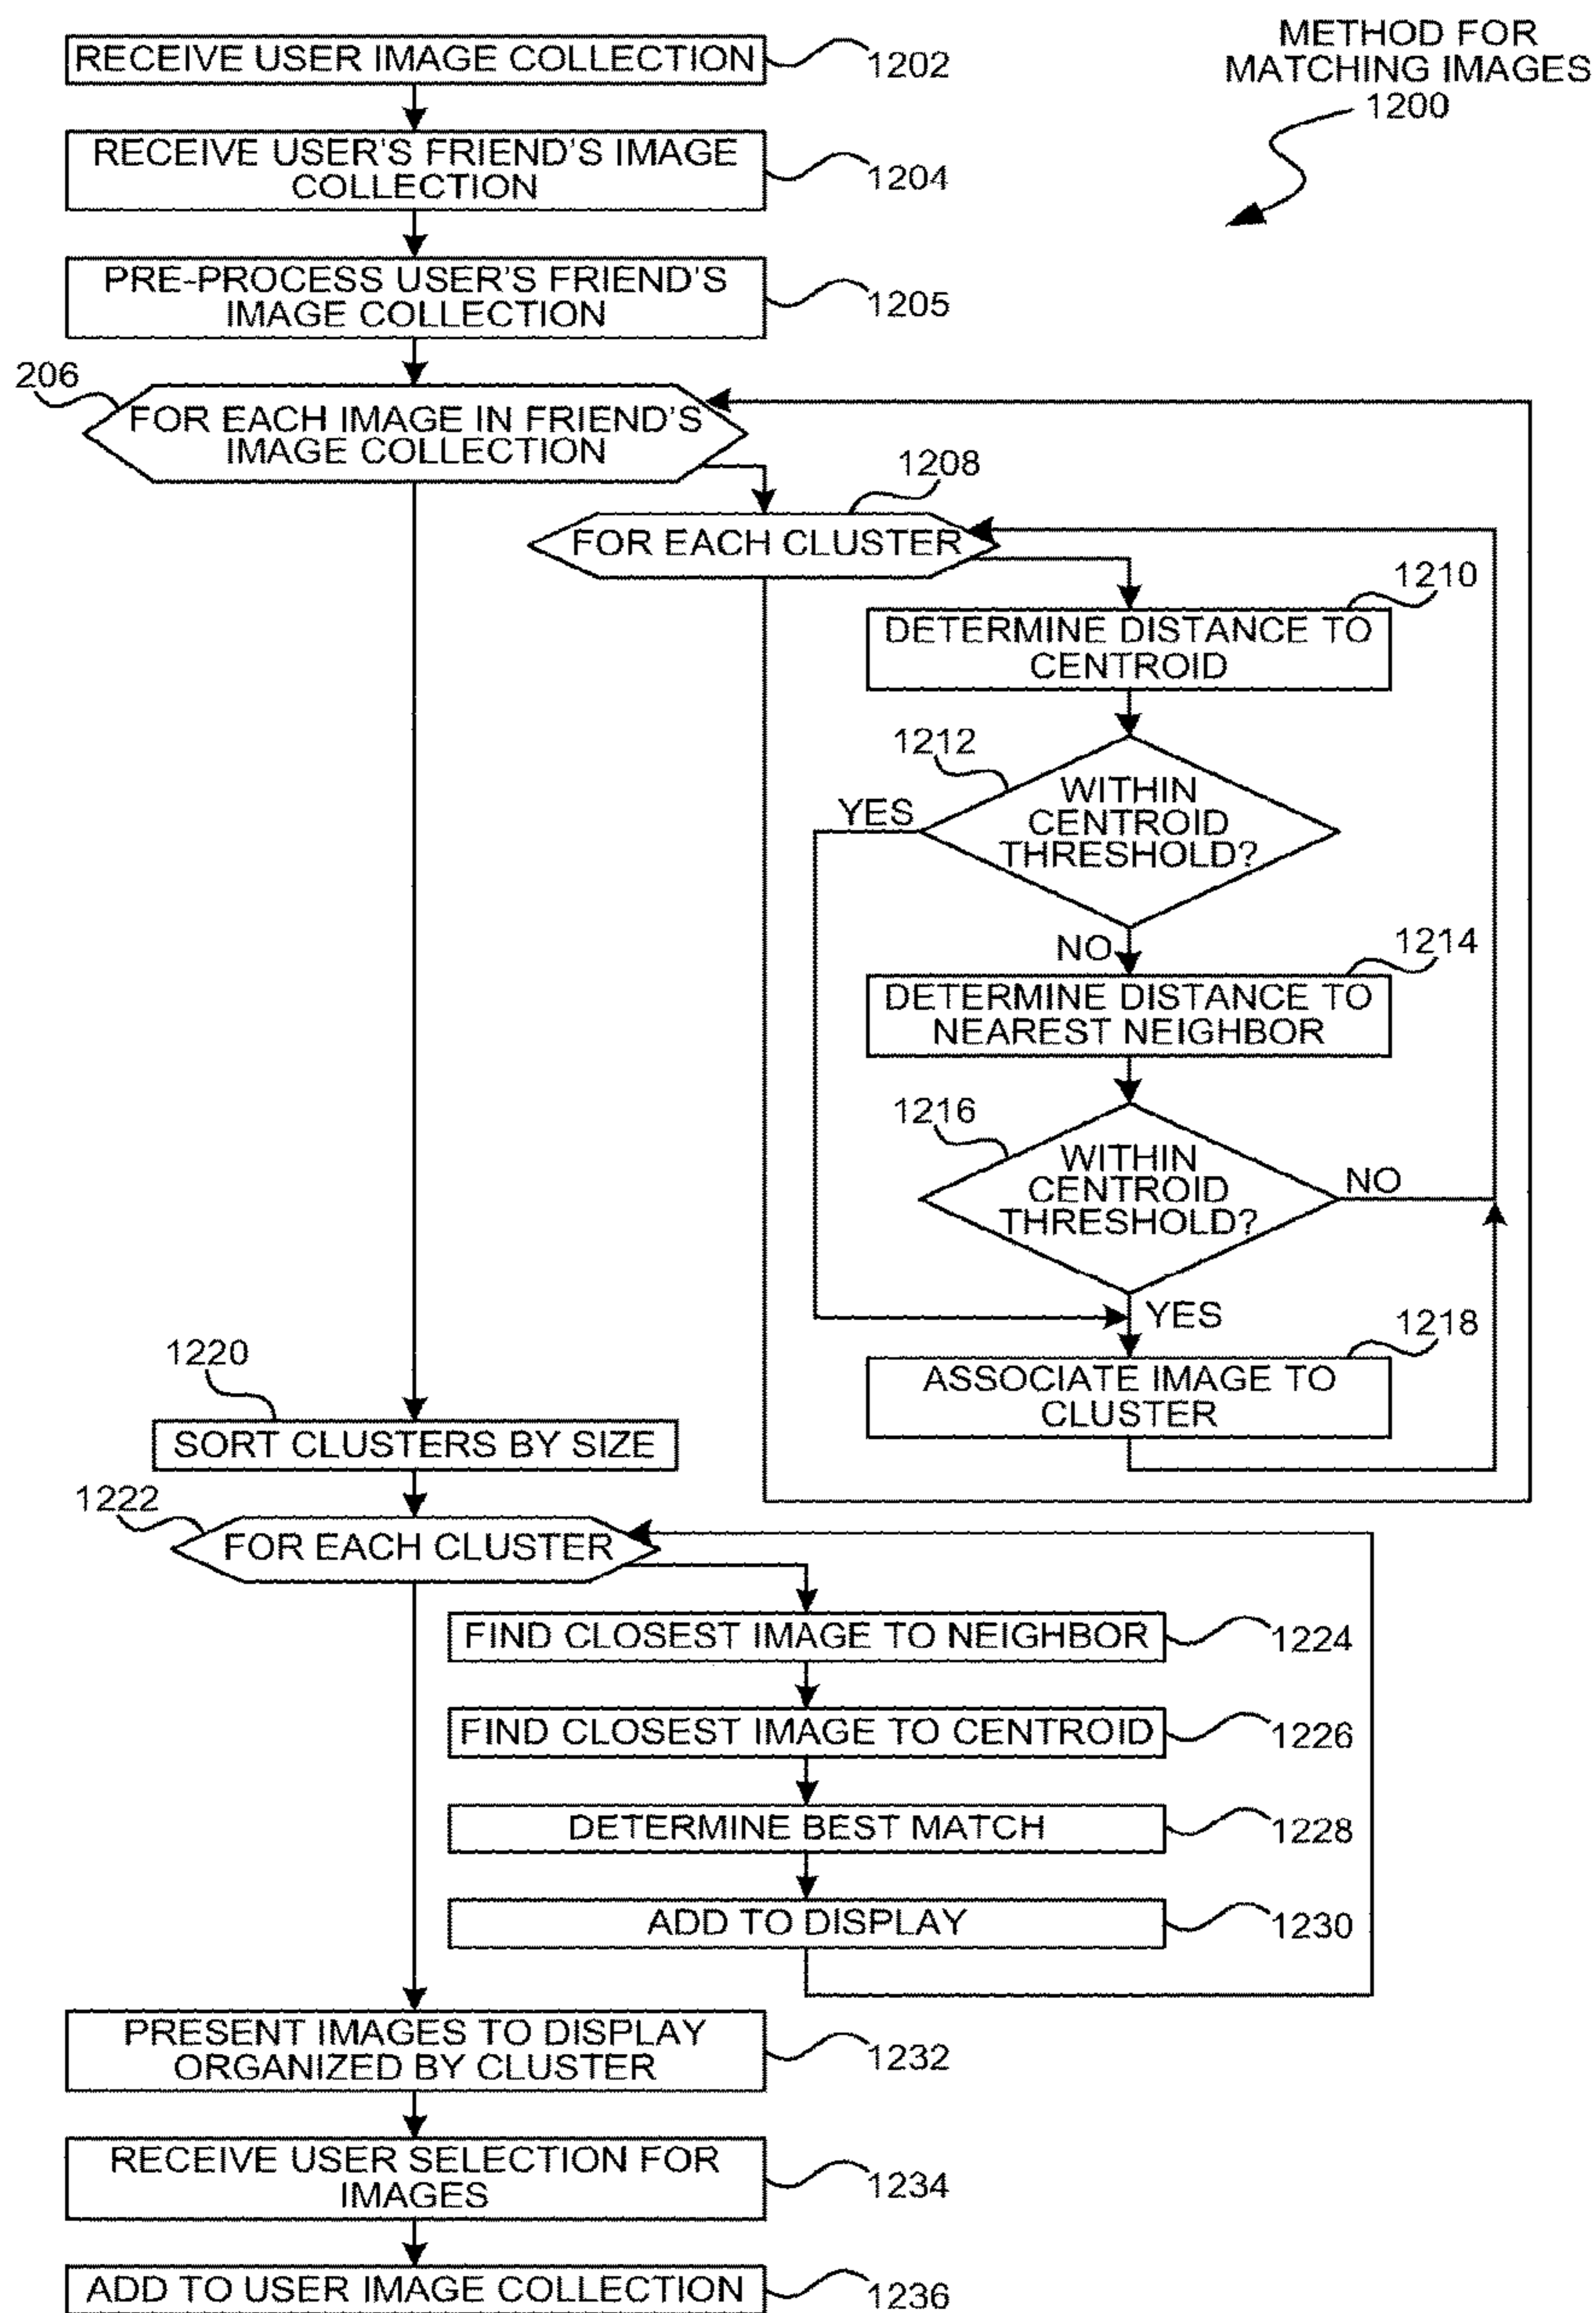 METHOD FOR
MATCHING IMAGES
1200
RECEIVE USER IMAGE COLLECTION
1202
RECEIVE USER'S FRIEND'S IMAGE
COLLECTION
1204
PRE-PROCESS USER'S FRIEND'S
IMAGE COLLECTION
1205
206
FOR EACH IMAGE IN FRIEND'S
IMAGE COLLECTION
1208
FOR EACH CLUSTER
1210
DETERMINE DISTANCE TO
CENTROID
1212
WITHIN
CENTROID
THRESHOLD?
YES
NO
1214
DETERMINE DISTANCE TO
NEAREST NEIGHBOR
1216
WITHIN
CENTROID
THRESHOLD?
NO
YES
1218
ASSOCIATE IMAGE TO
CLUSTER
1220
SORT CLUSTERS BY SIZE
1222
FOR EACH CLUSTER
FIND CLOSEST IMAGE TO NEIGHBOR
1224
FIND CLOSEST IMAGE TO CENTROID
1226
DETERMINE BEST MATCH
1228
ADD TO DISPLAY
1230
PRESENT IMAGES TO DISPLAY
ORGANIZED BY CLUSTER
1232
RECEIVE USER SELECTION FOR
IMAGES
1234
ADD TO USER IMAGE COLLECTION
1236